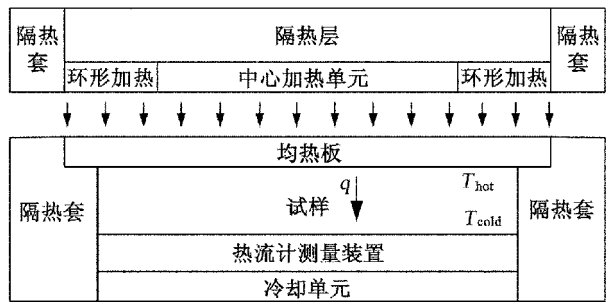 隔热套
隔热层
隔热套
环形加热
中心加热单元
环形加热
均热板
隔热套
q
试样
T_hot
T_cold
隔热套
热流计测量装置
冷却单元